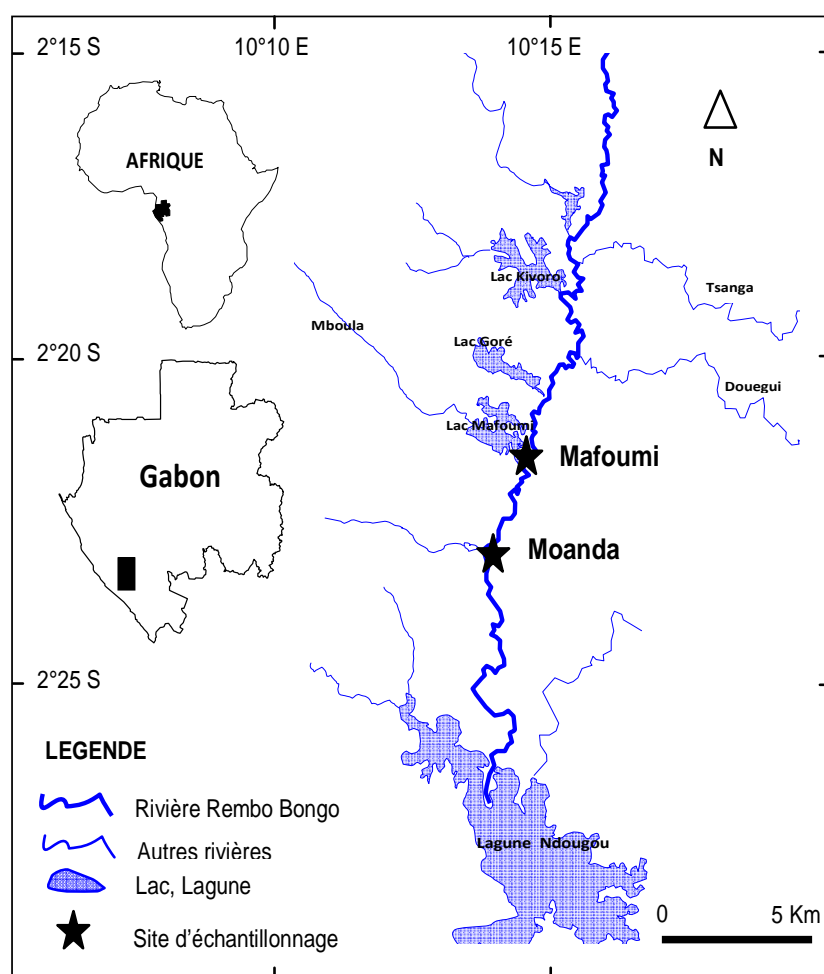 2°15 S
10°10 E
10°15 E
N
AFRIQUE
Lac Kivoro
Tsanga
Mboula
Lac Goré
2°20 S
Douegui
Lac Mafoumi
Mafoumi
Gabon
Moanda
2°25 S
LEGENDE
Rivière Rembo Bongo
Autres rivières
Lac, Lagune
Site d'échantillonnage
Lagune Ndougou
0 5 Km